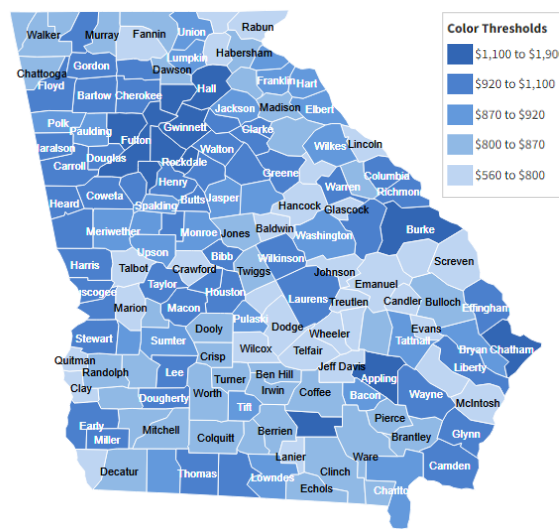 Color Thresholds
$1,100 to $1,90
$920 to $1,100
$870 to $920
$800 to $870
$560 to $800
Rabun
Union
Fannin
Walker
Murray
Lumpkin
Habersham
Gordon
Dawson
Chattooga
Floyd
Hall
Franklin
Hart
Bartow
Cherokee
Jackson
Madison
Elbert
Polk
Paulding
Fulton
Gwinnett
Clarke
Wilkes
Lincoln
Haralson
Douglas
Rockdale
Walton
Carroll
Greene
Columbia
Warren
Richmond
Henry
Coweta
Heard
Spalding
Butts
Jasper
Hancock
Glascock
Meriwether
Monroe
Jones
Baldwin
Washington
Burke
Upson
Bibb
Wilkinson
Screven
Harris
Talbot
Crawford
Twiggs
Johnson
Taylor
Houston
Emanuel
uscogee
Marion
Macon
Laurens
Treutlen
Candler
Bulloch
Effingham
Pulaski
Dooly
Dodge
Wheeler
Evans
Tattnall
Stewart
Sumter
Quitman
Crisp
Wilcox
Telfair
Bryan
Chatham
Randolph
Lee
Turner
Ben Hill
Jeff Davis
Appling
Liberty
Clay
Dougherty
Worth
Irwin
Coffee
Bacon
Wayne
McIntosh
Tift
Early
Miller
Mitchell
Colquitt
Berrien
Pierce
Brantley
Glynn
Lanier
Ware
Decatur
Thomas
Lowndes
Clinch
Camden
Echols
Charlto